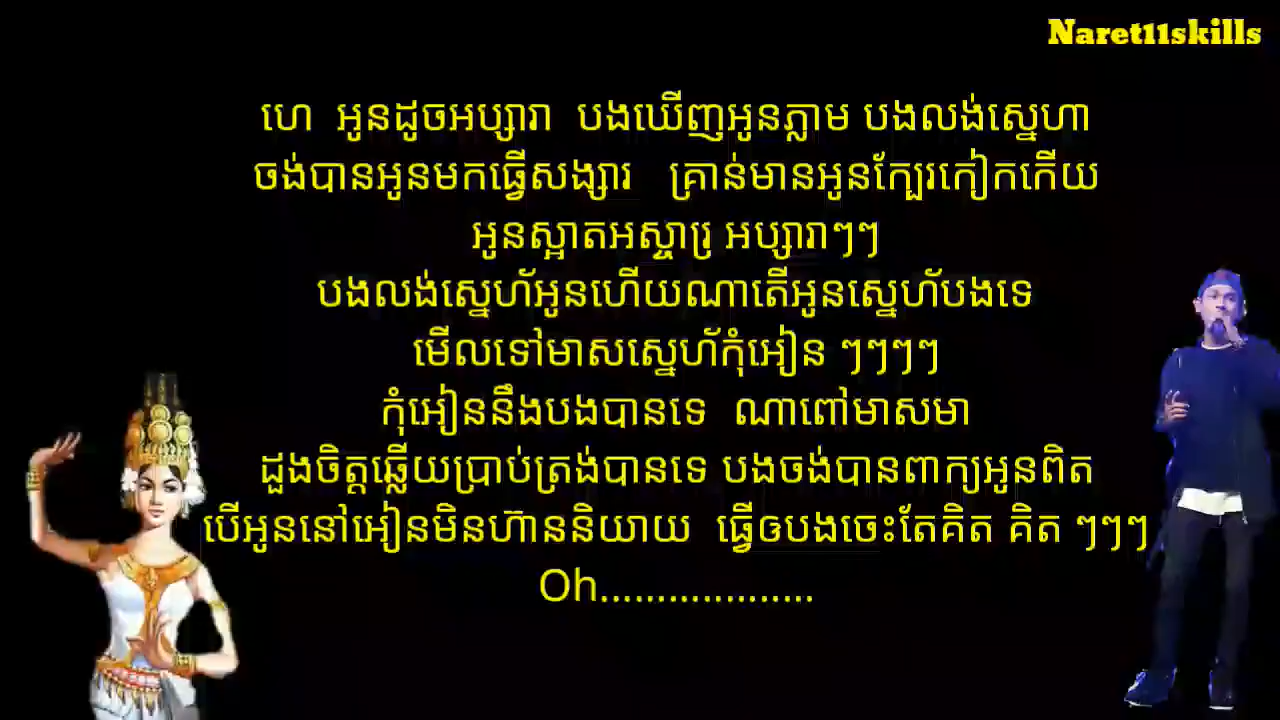 Naret11skills
ហេ អូនដូចអប្សារា បងឃើញអូនភ្លាម បងលង់ស្នេហា
ចង់បានអូនមកធ្វើសង្សារ គ្រាន់មានអូនក្បែរកៀកកើយ
អូនស្អាតអស្ចារ្យ អប្សារាៗៗ
បងលង់ស្នេហ៍អូនហើយណាតើអូនស្នេហ៍បងទេ
មើលទៅមាសស្នេហ៍កុំអៀន ៗៗៗៗ
កុំអៀននឹងបងបានទេ ណាពៅមាសមា
ដួងចិត្តឆ្លើយប្រាប់ត្រង់បានទេ បងចង់បានពាក្យអូនពិត
បើអូននៅអៀនមិនហ៊ាននិយាយ ធ្វើឲបងចេះតែគិត គិត ៗៗៗ
Oh...................